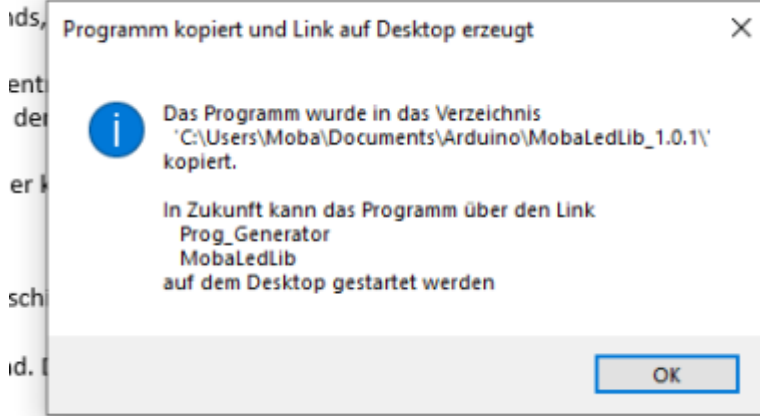 Programm kopiert und Link auf Desktop erzeugt
Das Programm wurde in das Verzeichnis
'C:\Users\Moba\Documents\Arduino\MobaLedLib_1.0.1\'
kopiert.
In Zukunft kann das Programm über den Link
Prog_Generator
MobaLedLib
auf dem Desktop gestartet werden
OK